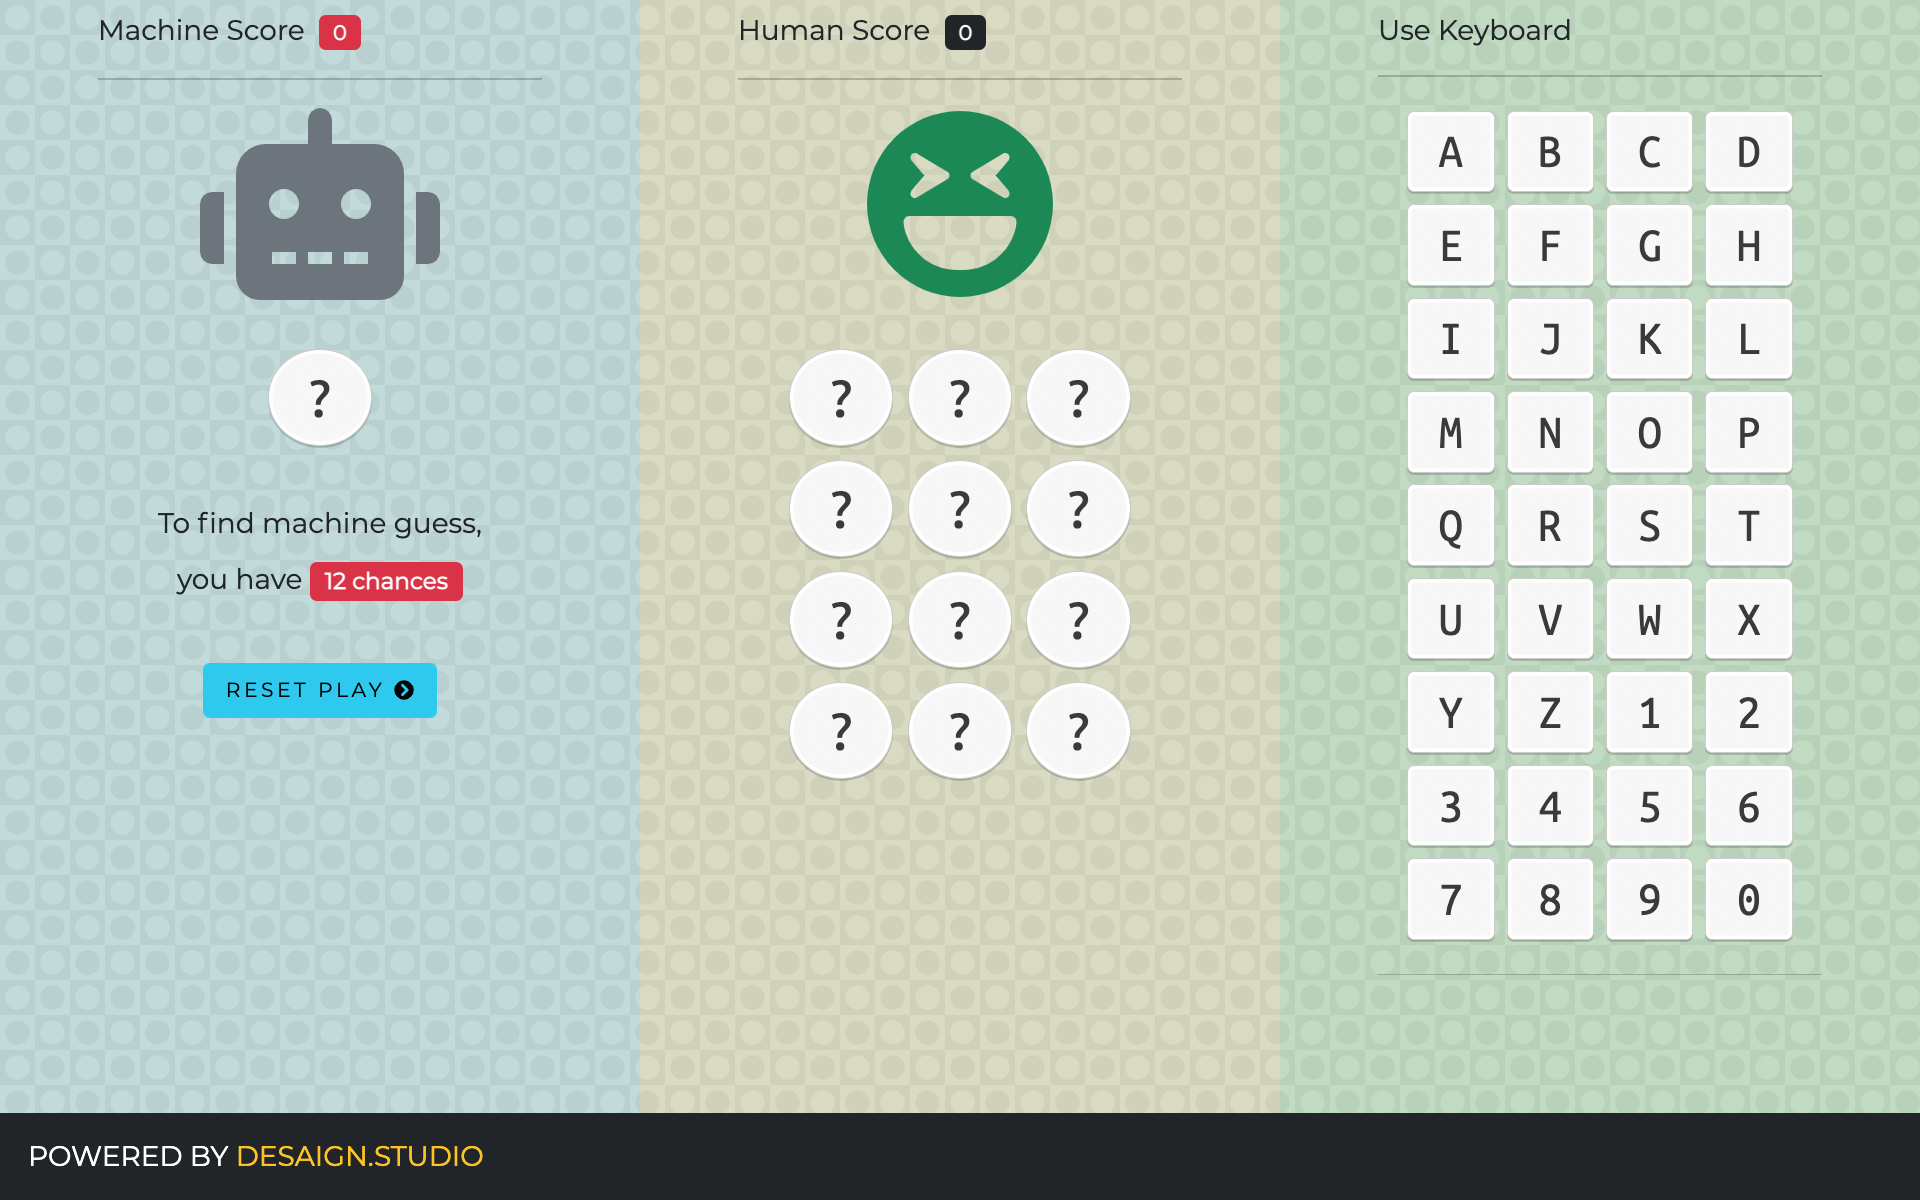 Machine Score 0
?
To find machine guess,
you have 12 chances
RESET PLAY
Human Score 0
? ? ?
? ? ?
? ? ?
? ? ?
Use Keyboard
A B C D
E F G H
I J K L
M N O P
Q R S T
U V W X
Y Z 1 2
3 4 5 6
7 8 9 0
POWERED BY DESAIGN.STUDIO